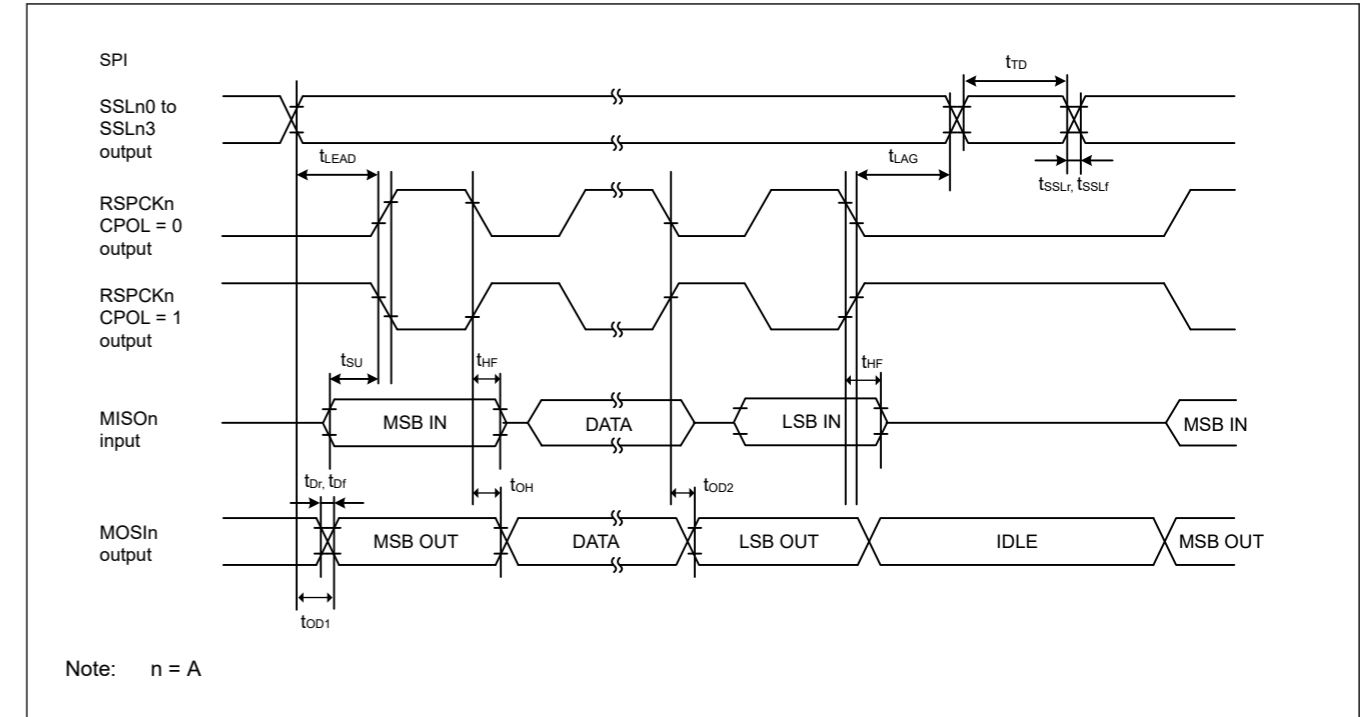 SPI
tTD
SSLn0 to
SSLn3
output
tLEAD
tLAG
tSSLr, tSSLf
RSPCKn
CPOL = 0
output
RSPCKn
CPOL = 1
output
tSU
tHF
tHF
MISOn
input
MSB IN
DATA
LSB IN
MSB IN
tDr, tDf
tOH
tOD2
MOSIn
output
MSB OUT
DATA
LSB OUT
IDLE
MSB OUT
tOD1
Note: n = A